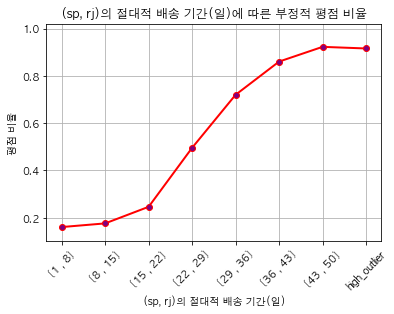 (sp, rj)의 절대적 배송 기간(일)에 따른 부정적 평점 비율
평점 비율
1.0
0.8
0.6
0.4
0.2
(1 , 8)
(8 , 15)
(15 , 22)
(22 , 29)
(29 , 36)
(36 , 43)
(43 , 50)
hgh_outlier
(sp, rj)의 절대적 배송 기간(일)